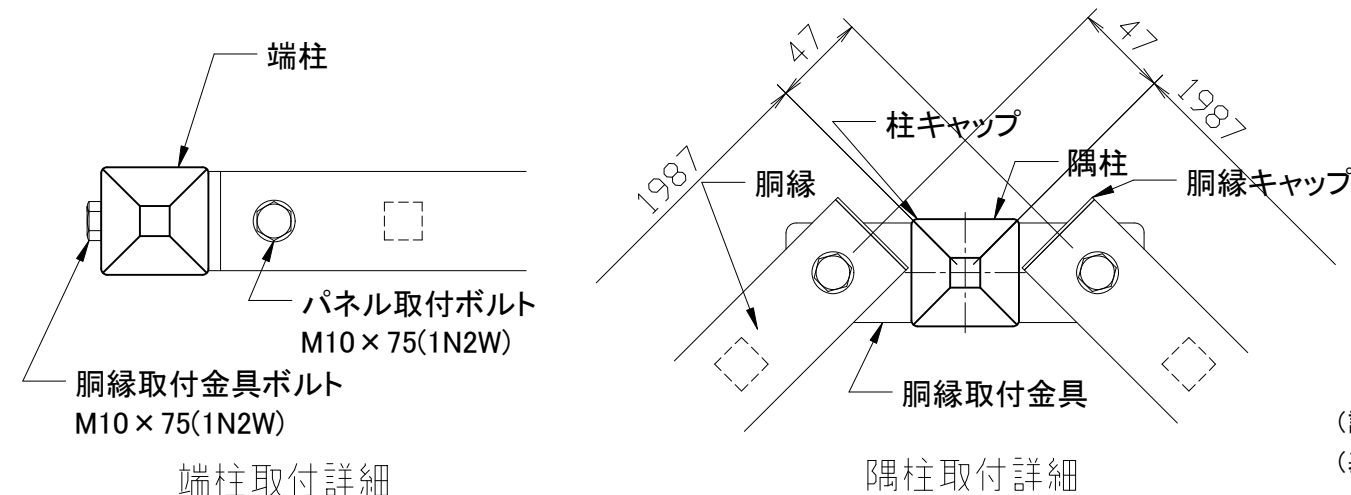 端柱
パネル取付ボルト
M10×75(1N2W)
胴縁取付金具ボルト
M10×75(1N2W)
端柱取付詳細
47
47
1987
1987
柱キャップ
隅柱
胴縁
胴縁キャップ
胴縁取付金具
隅柱取付詳細